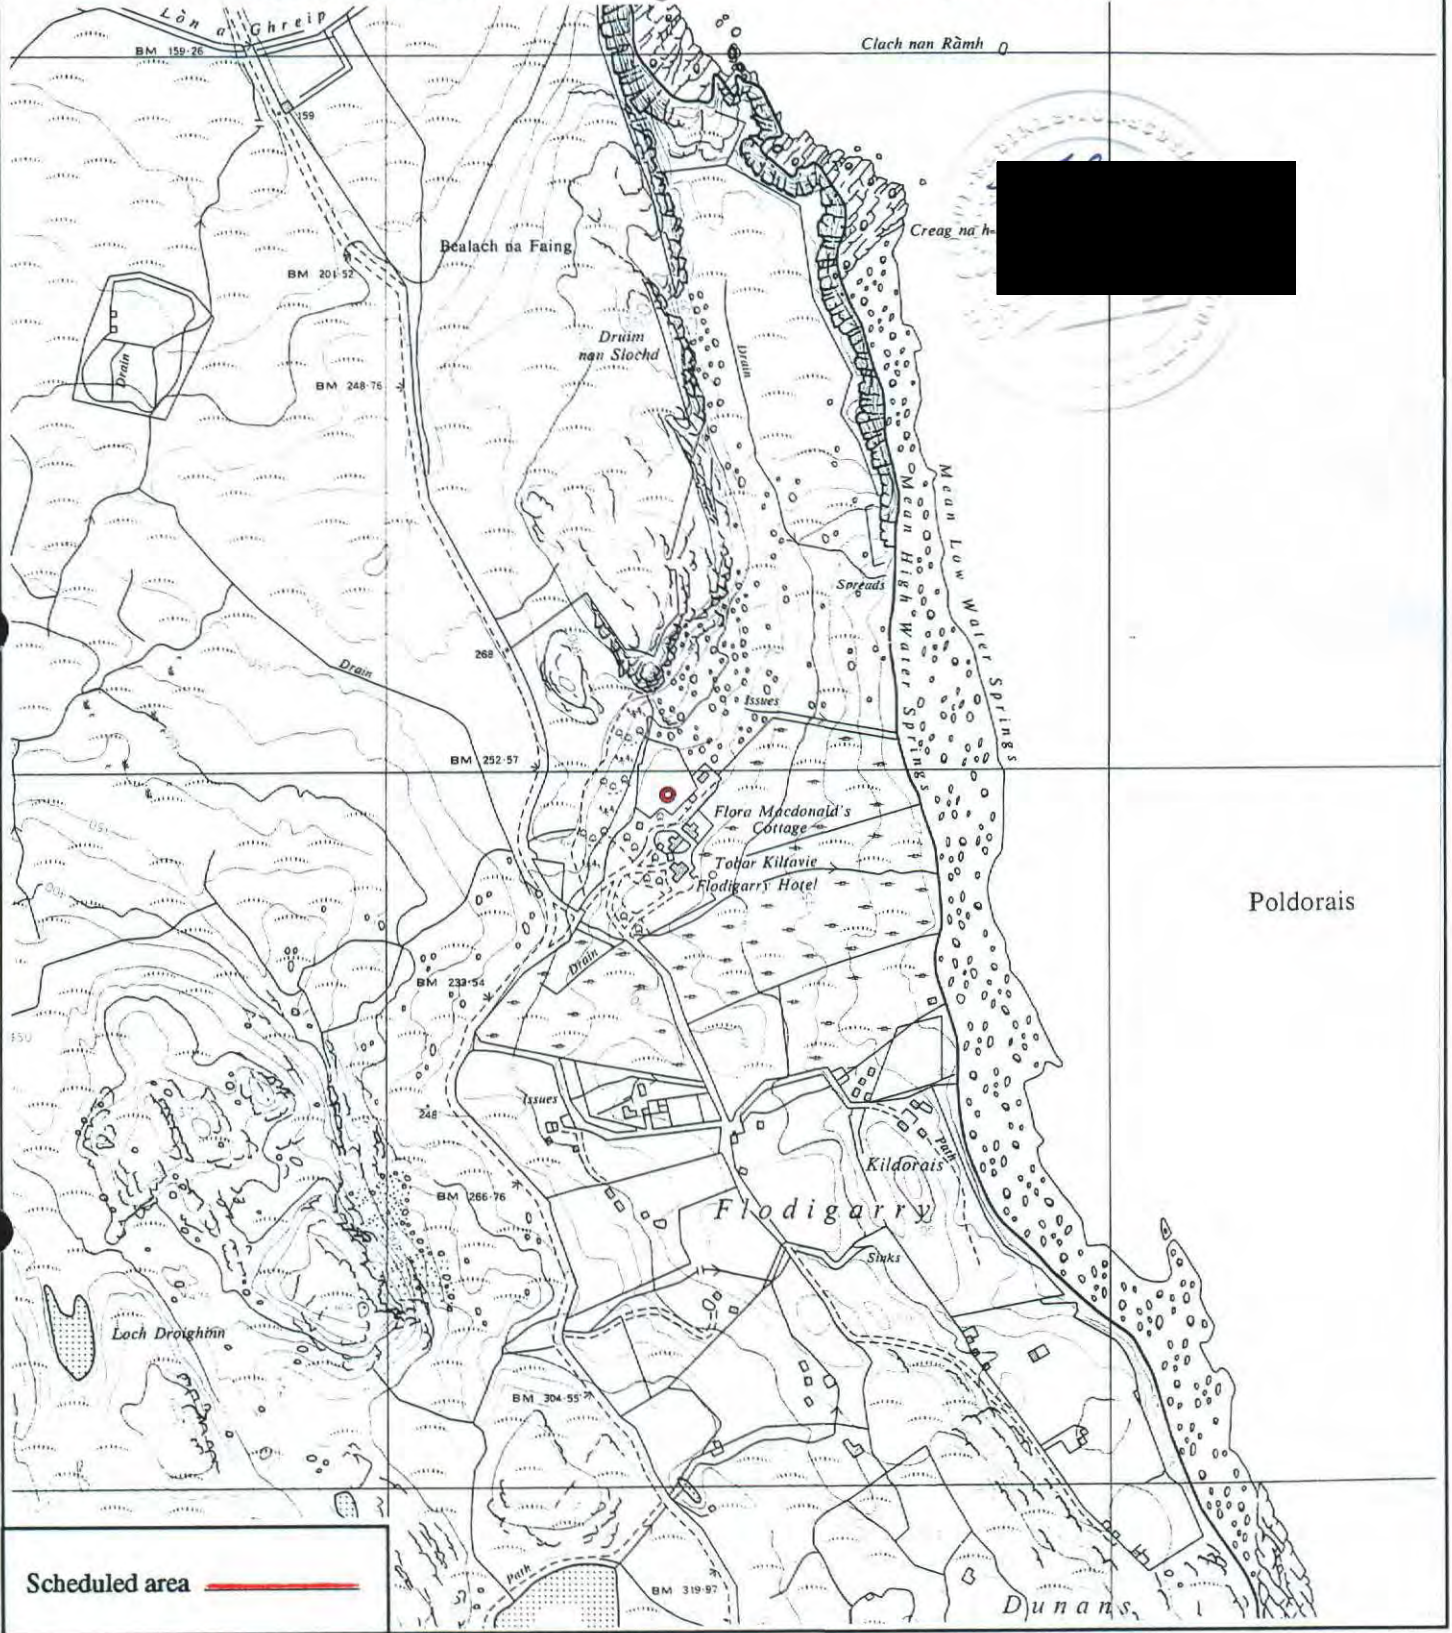 Lòn a' Ghreip
BM 159·26
Clach nan Ràmh
159
Creag na h-
Bealach na Faing
BM 201·52
Druim
nan Slochd
Drain
Drain
BM 248·76
Mean Low Water Springs
Mean High Water Springs
Spreads
268
Drain
Issues
BM 252·57
Flora Macdonald's
Cottage
Tobar Kiltavie
Flodigarry Hotel
Poldorais
Drain
BM 233·54
350
Issues
248
Path
Kildorais
BM 266·76
Flodigarry
Sinks
Loch Droighinn
BM 304·55
Scheduled area
Path
BM 319·97
Dunans